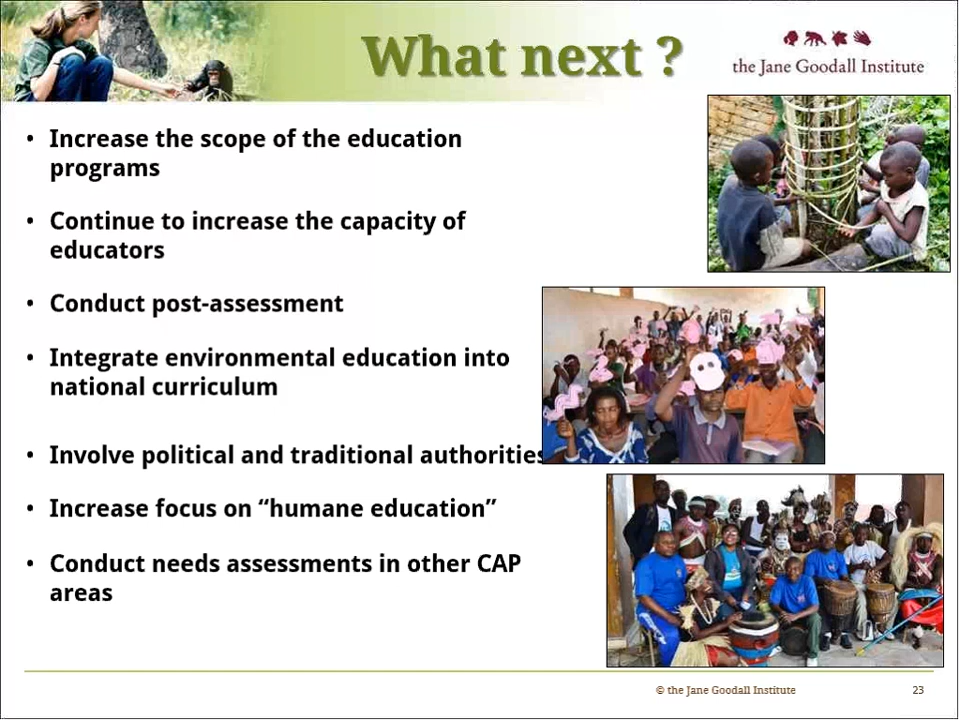 What next ?
the Jane Goodall Institute
• Increase the scope of the education
programs
• Continue to increase the capacity of
educators
• Conduct post-assessment
• Integrate environmental education into
national curriculum
• Involve political and traditional authorities
• Increase focus on “humane education”
• Conduct needs assessments in other CAP
areas
© the Jane Goodall Institute
23